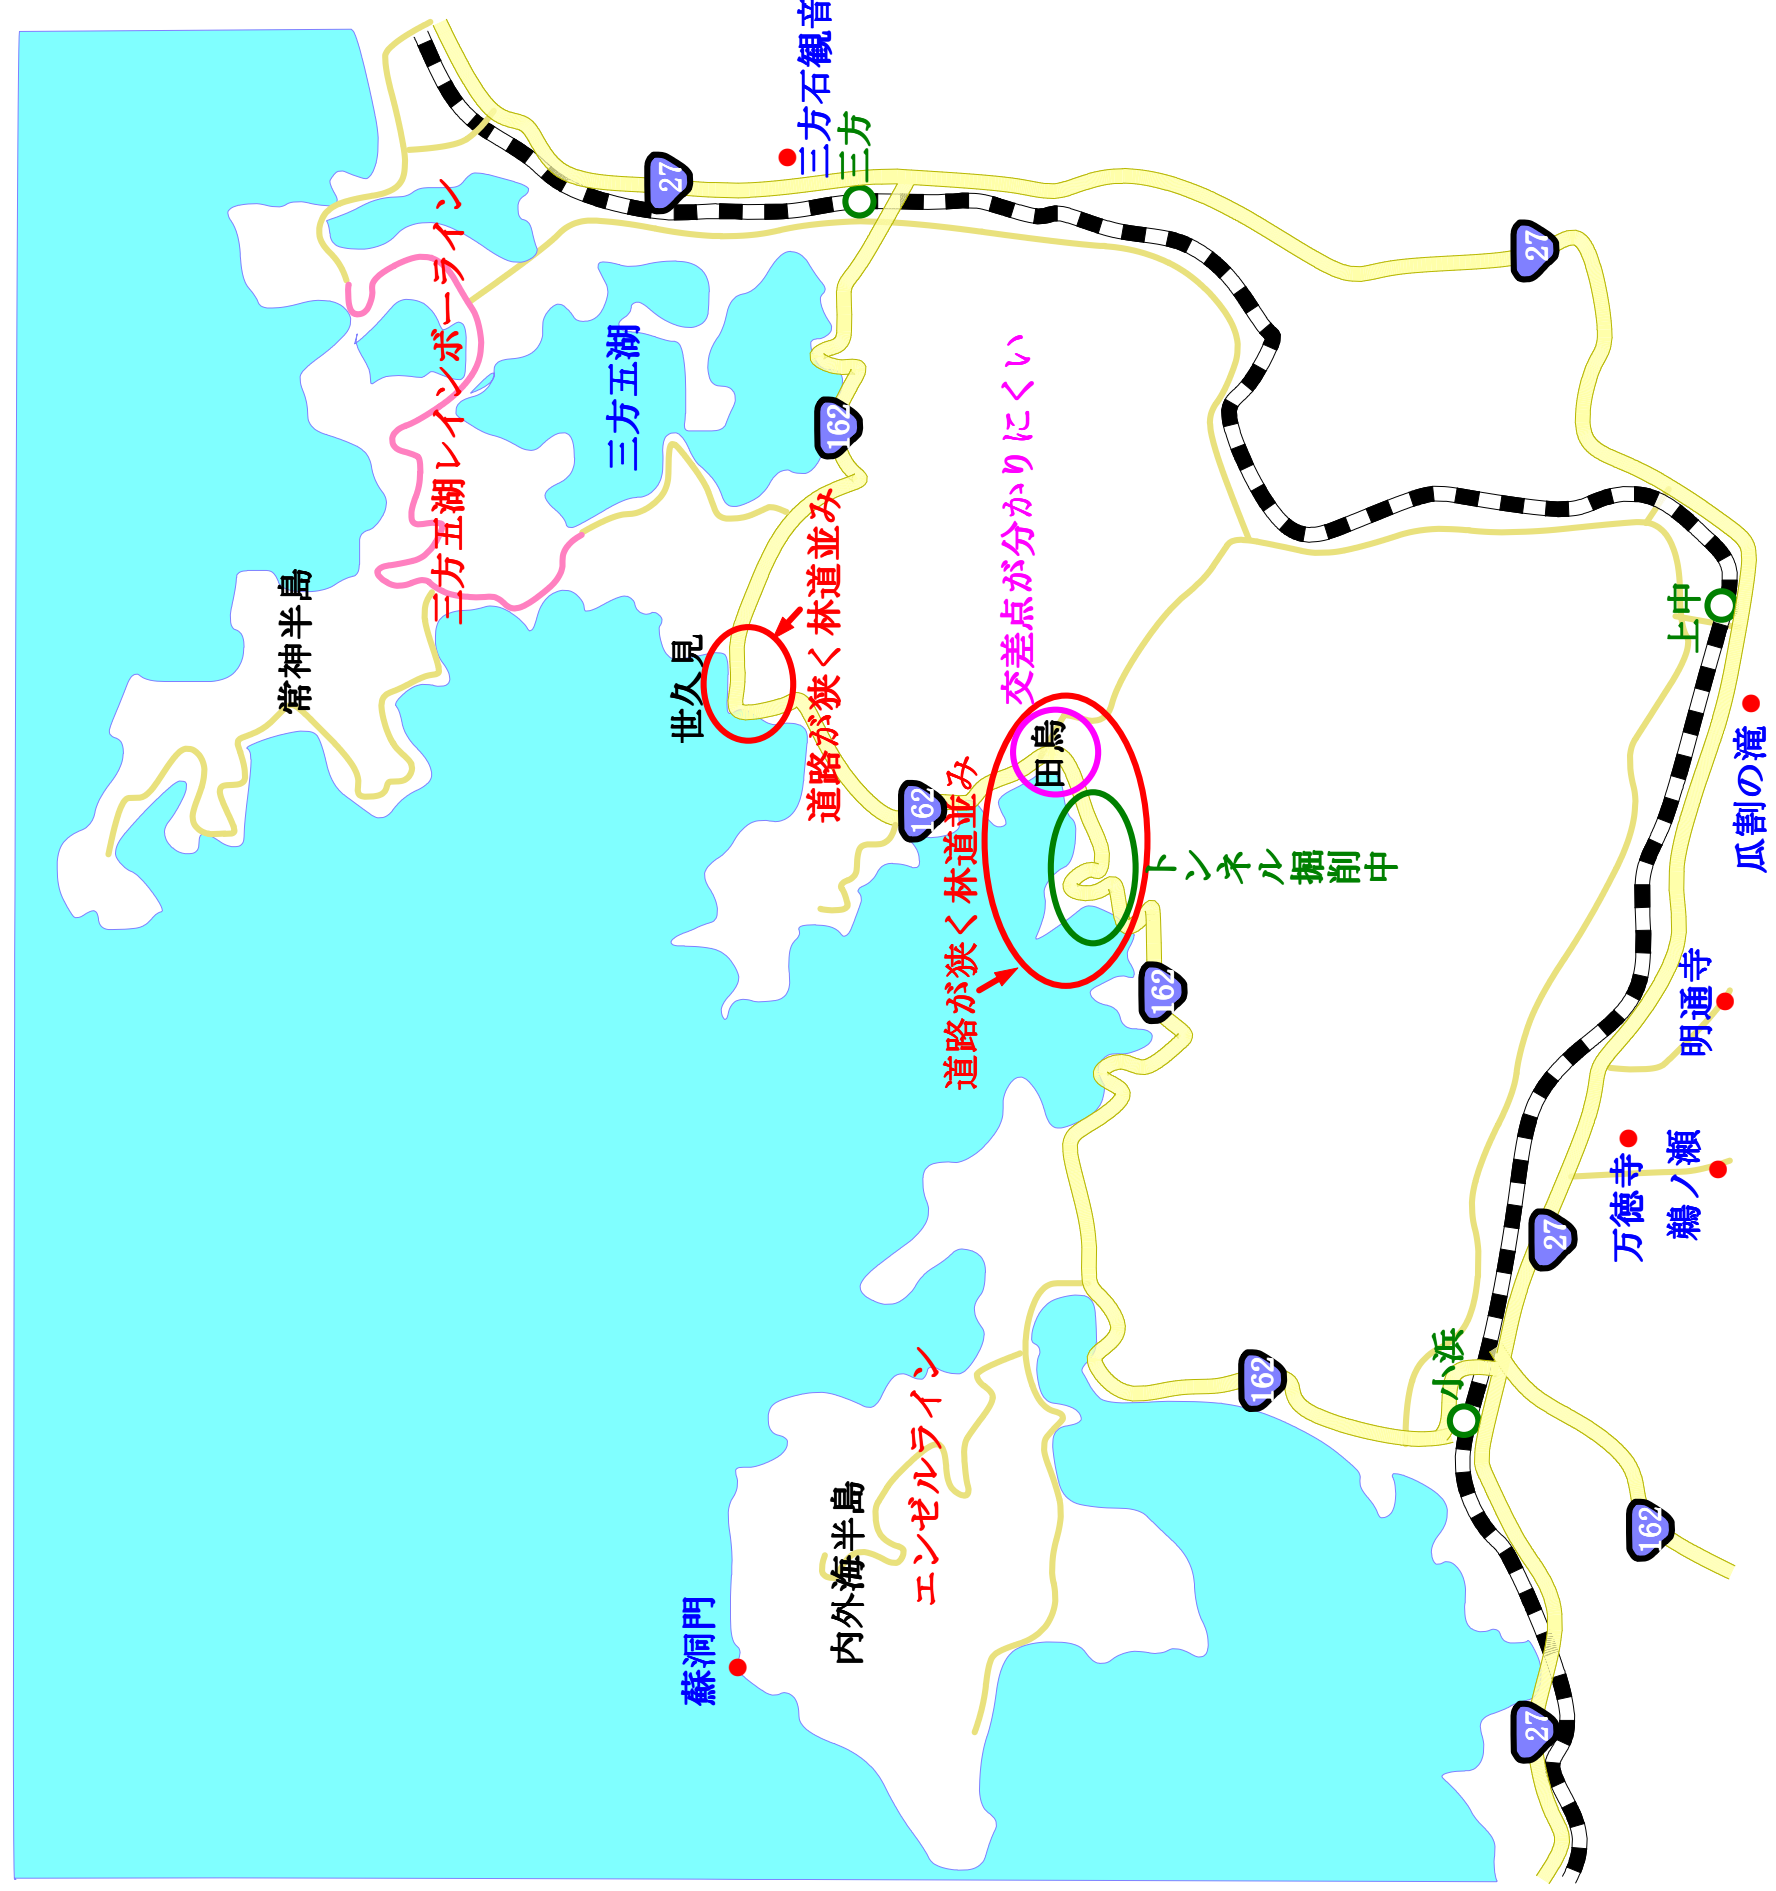 三方石観音
三方
27
27
三方五湖レインボーライン
三方五湖
162
常神半島
世久見
道路が狭く林道並み
交差点が分かりにくい
田烏
162
道路が狭く林道並み
トンネル掘削中
162
上中
瓜割の滝
明通寺
万徳寺
鵜ノ瀬
27
小浜
162
162
エンゼルライン
内外海半島
蘇洞門
27